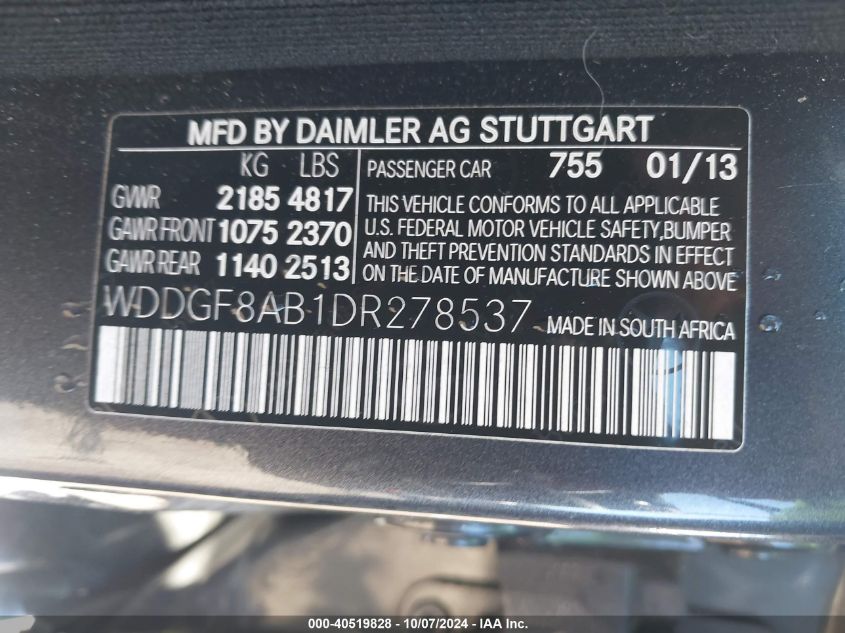 MFD BY DAIMLER AG STUTTGART
KG LBS
GVWR 2185 4817
GAWR FRONT 1075 2370
GAWR REAR 1140 2513
PASSENGER CAR 755 01/13
THIS VEHICLE CONFORMS TO ALL APPLICABLE
U.S. FEDERAL MOTOR VEHICLE SAFETY, BUMPER
AND THEFT PREVENTION STANDARDS IN EFFECT
ON THE DATE OF MANUFACTURE SHOWN ABOVE
WDDGF8AB1DR278537 MADE IN SOUTH AFRICA
000-40519828 - 10/07/2024 - IAAI Inc.